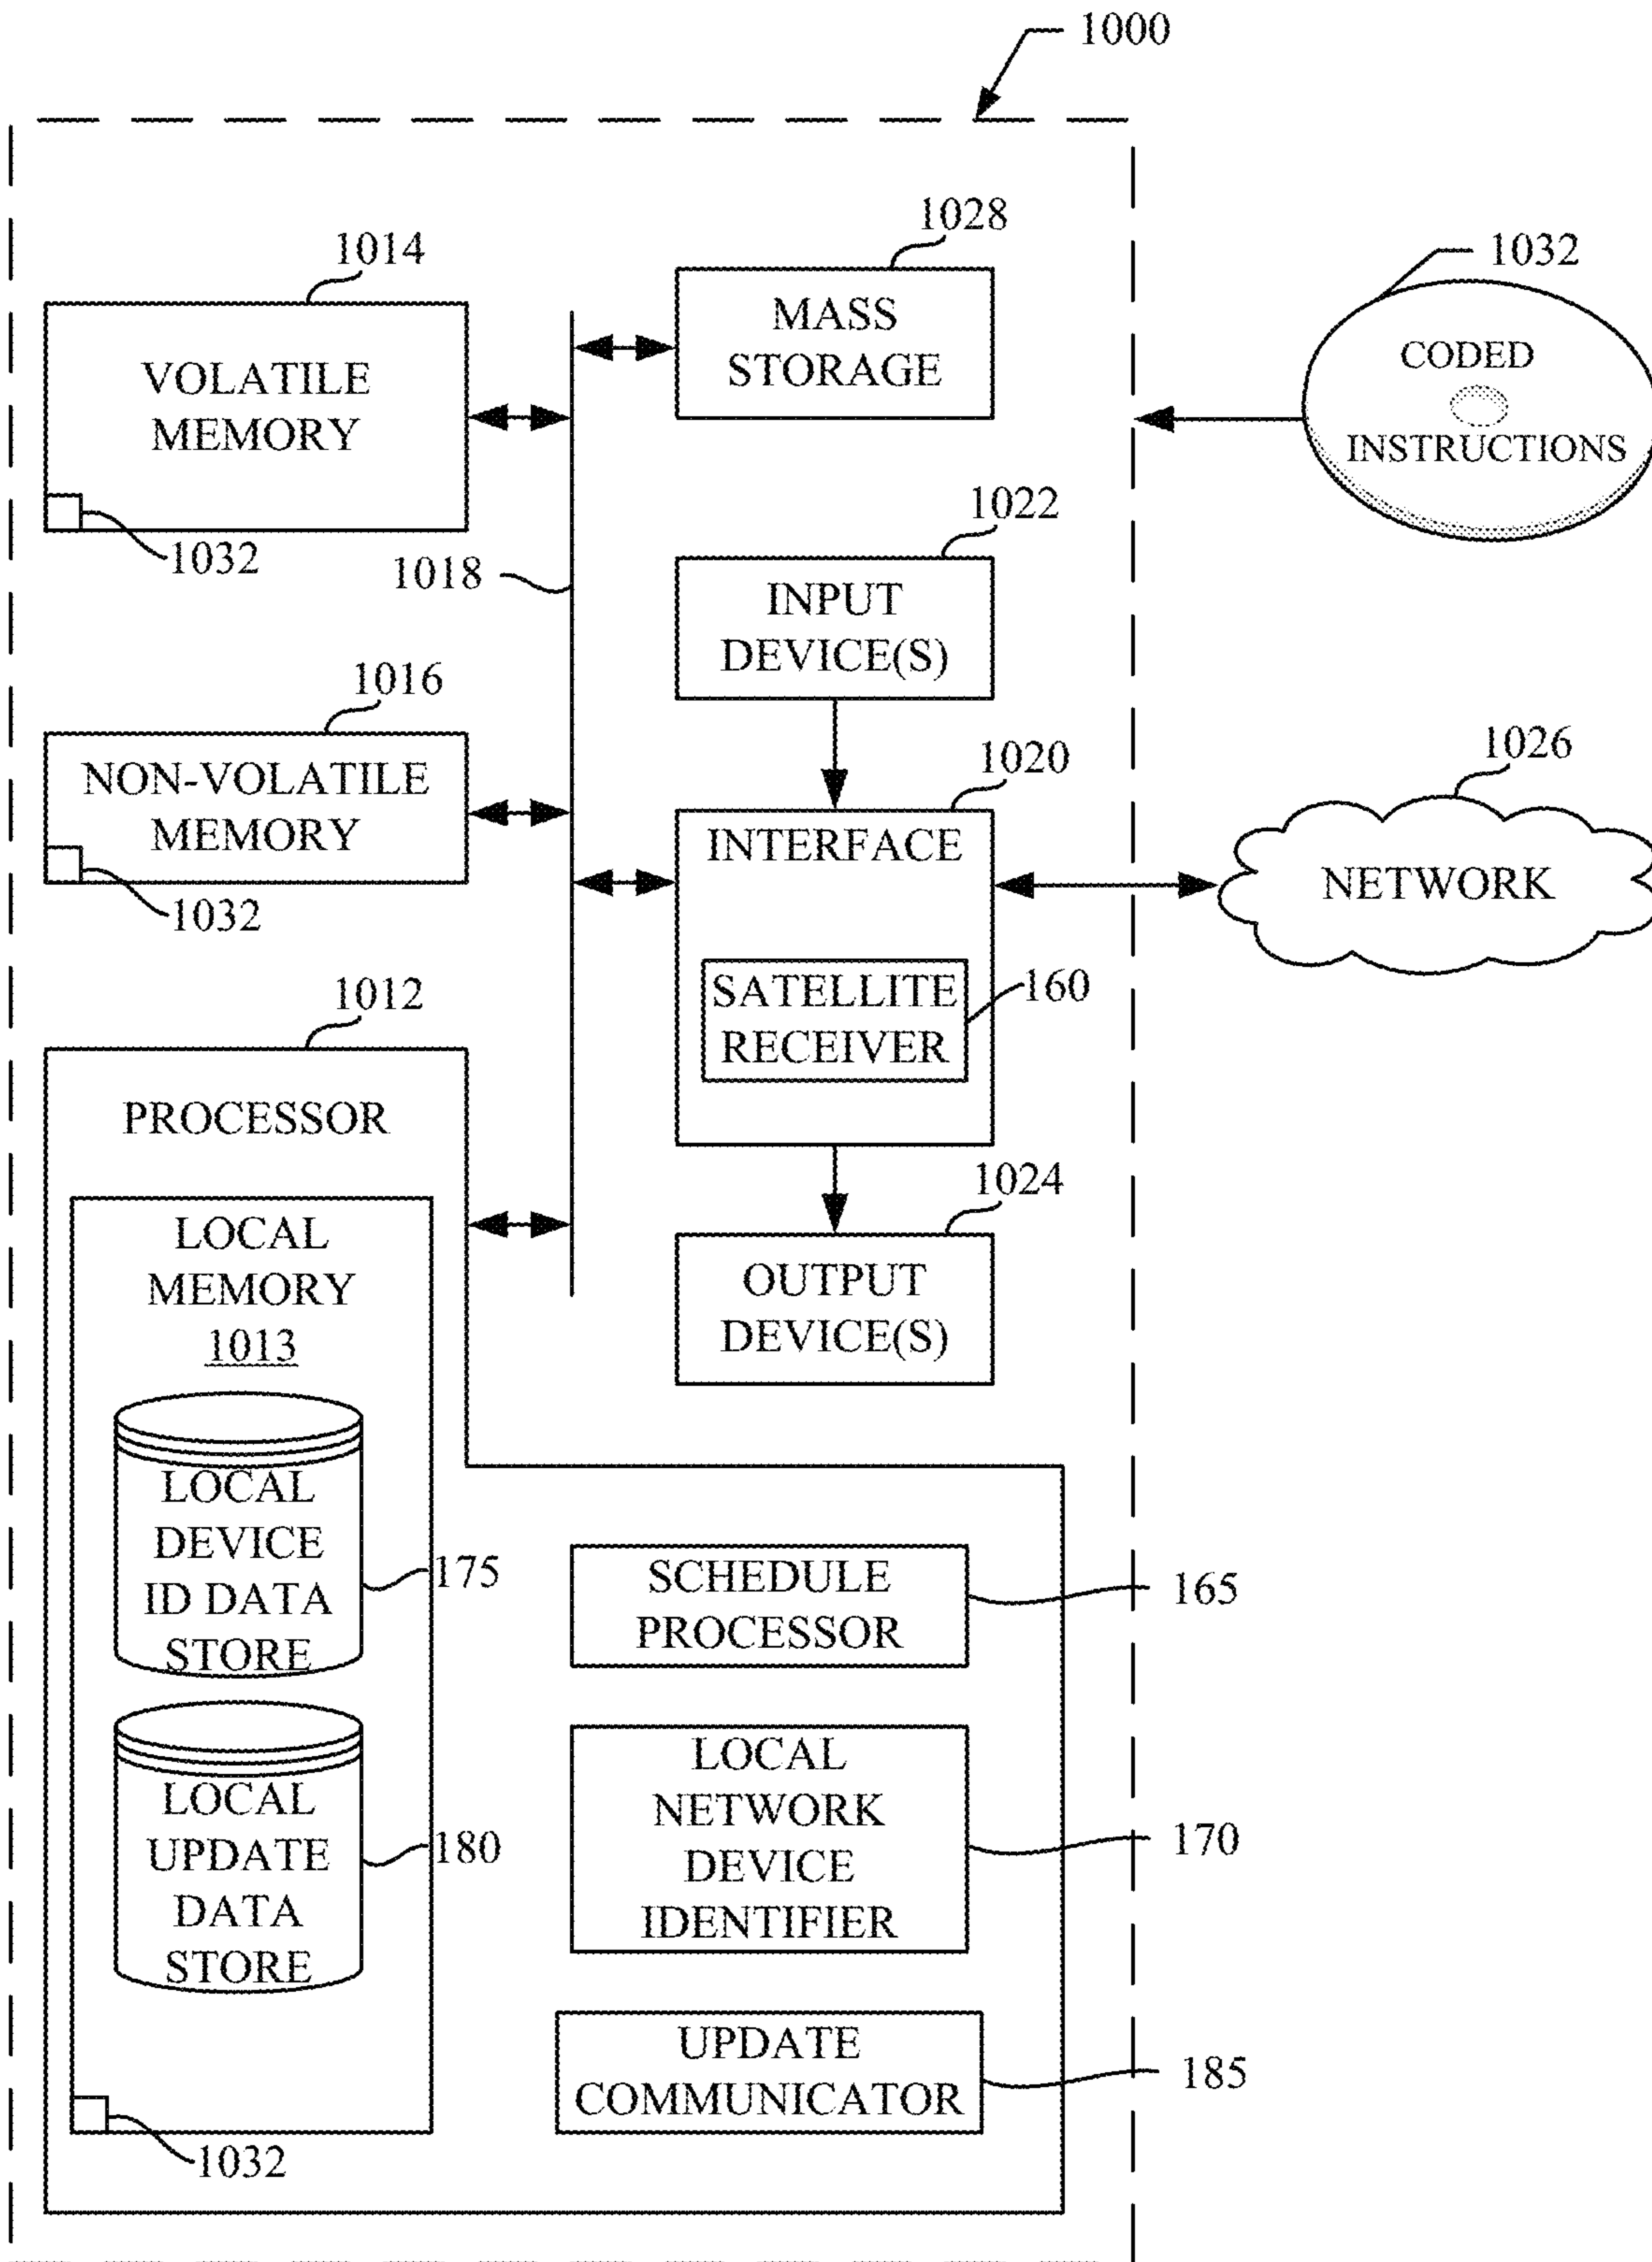 1000
1028
1014
1032
MASS
STORAGE
VOLATILE
MEMORY
CODED
INSTRUCTIONS
1032
1018
1022
INPUT
DEVICE(S)
1016
NON-VOLATILE
MEMORY
1032
1020
INTERFACE
1026
NETWORK
SATELLITE
RECEIVER
160
1012
PROCESSOR
1024
OUTPUT
DEVICE(S)
LOCAL
MEMORY
1013
LOCAL
DEVICE
ID DATA
STORE
175
SCHEDULE
PROCESSOR
165
LOCAL
UPDATE
DATA
STORE
180
LOCAL
NETWORK
DEVICE
IDENTIFIER
170
UPDATE
COMMUNICATOR
185
1032